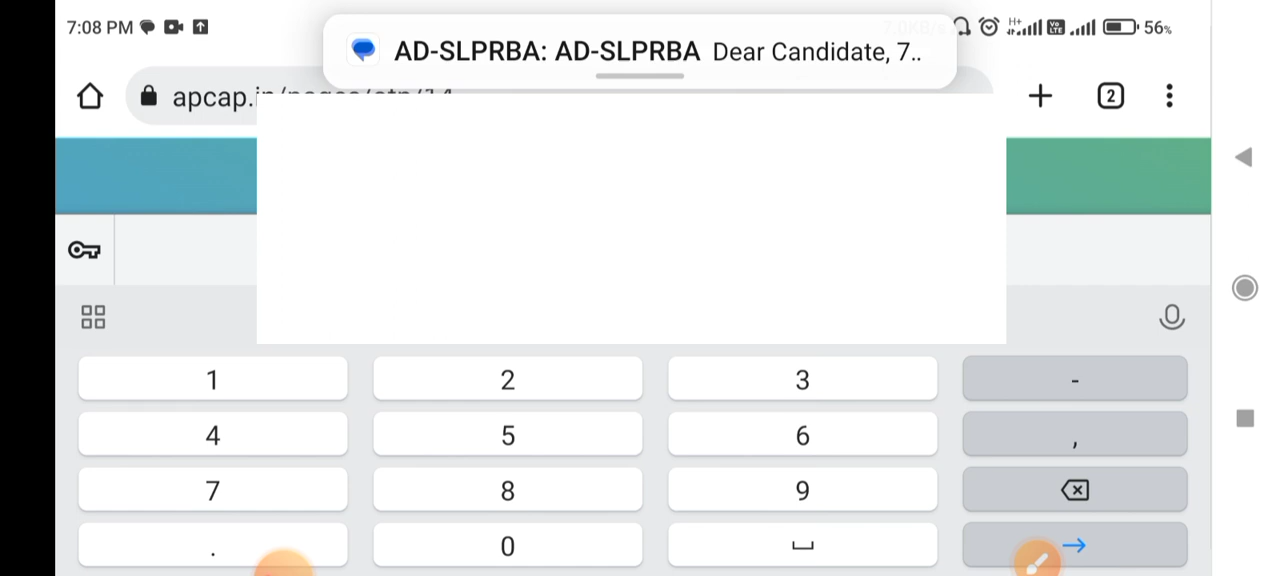 7:08 PM
56%
AD-SLPRBA: AD-SLPRBA Dear Candidate, 7..
apcap.
2
1 2 3 -
4 5 6 ,
7 8 9
. 0